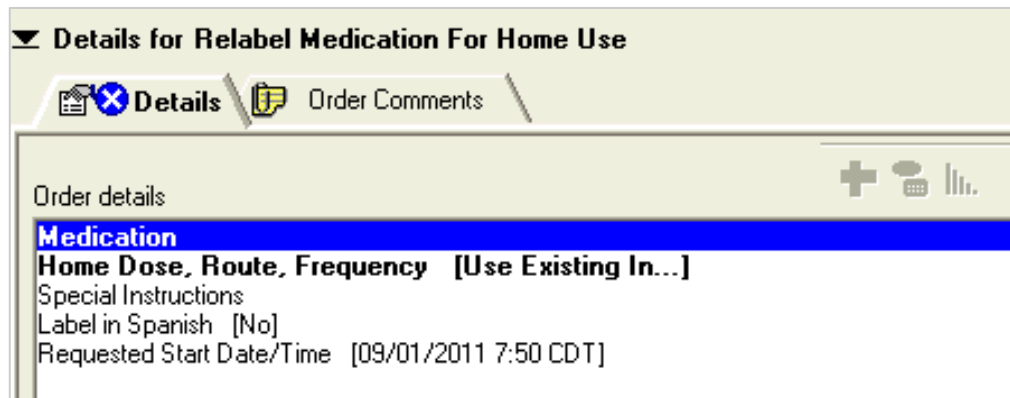 Details for Relabel Medication For Home Use
Details Order Comments
Order details
Medication
Home Dose, Route, Frequency [Use Existing In...]
Special Instructions
Label in Spanish [No]
Requested Start Date/Time [09/01/2011 7:50 CDT]